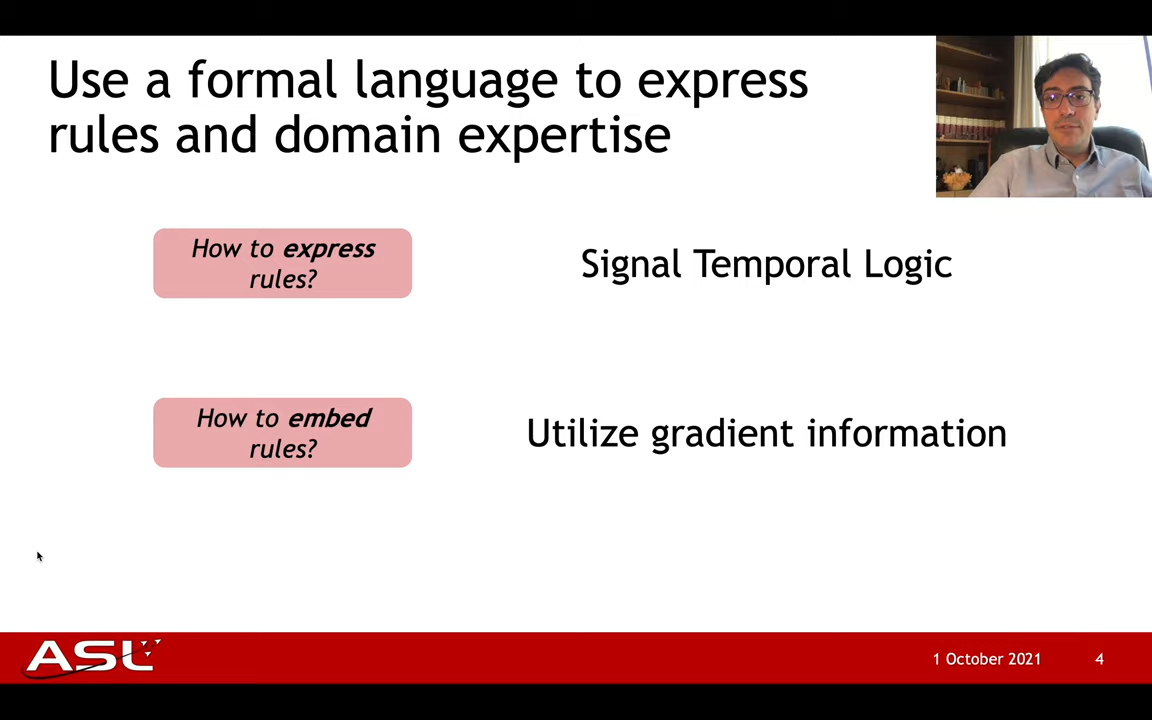 Use a formal language to express
rules and domain expertise
How to express
rules?
Signal Temporal Logic
How to embed
rules?
Utilize gradient information
ASL
1 October 2021
4